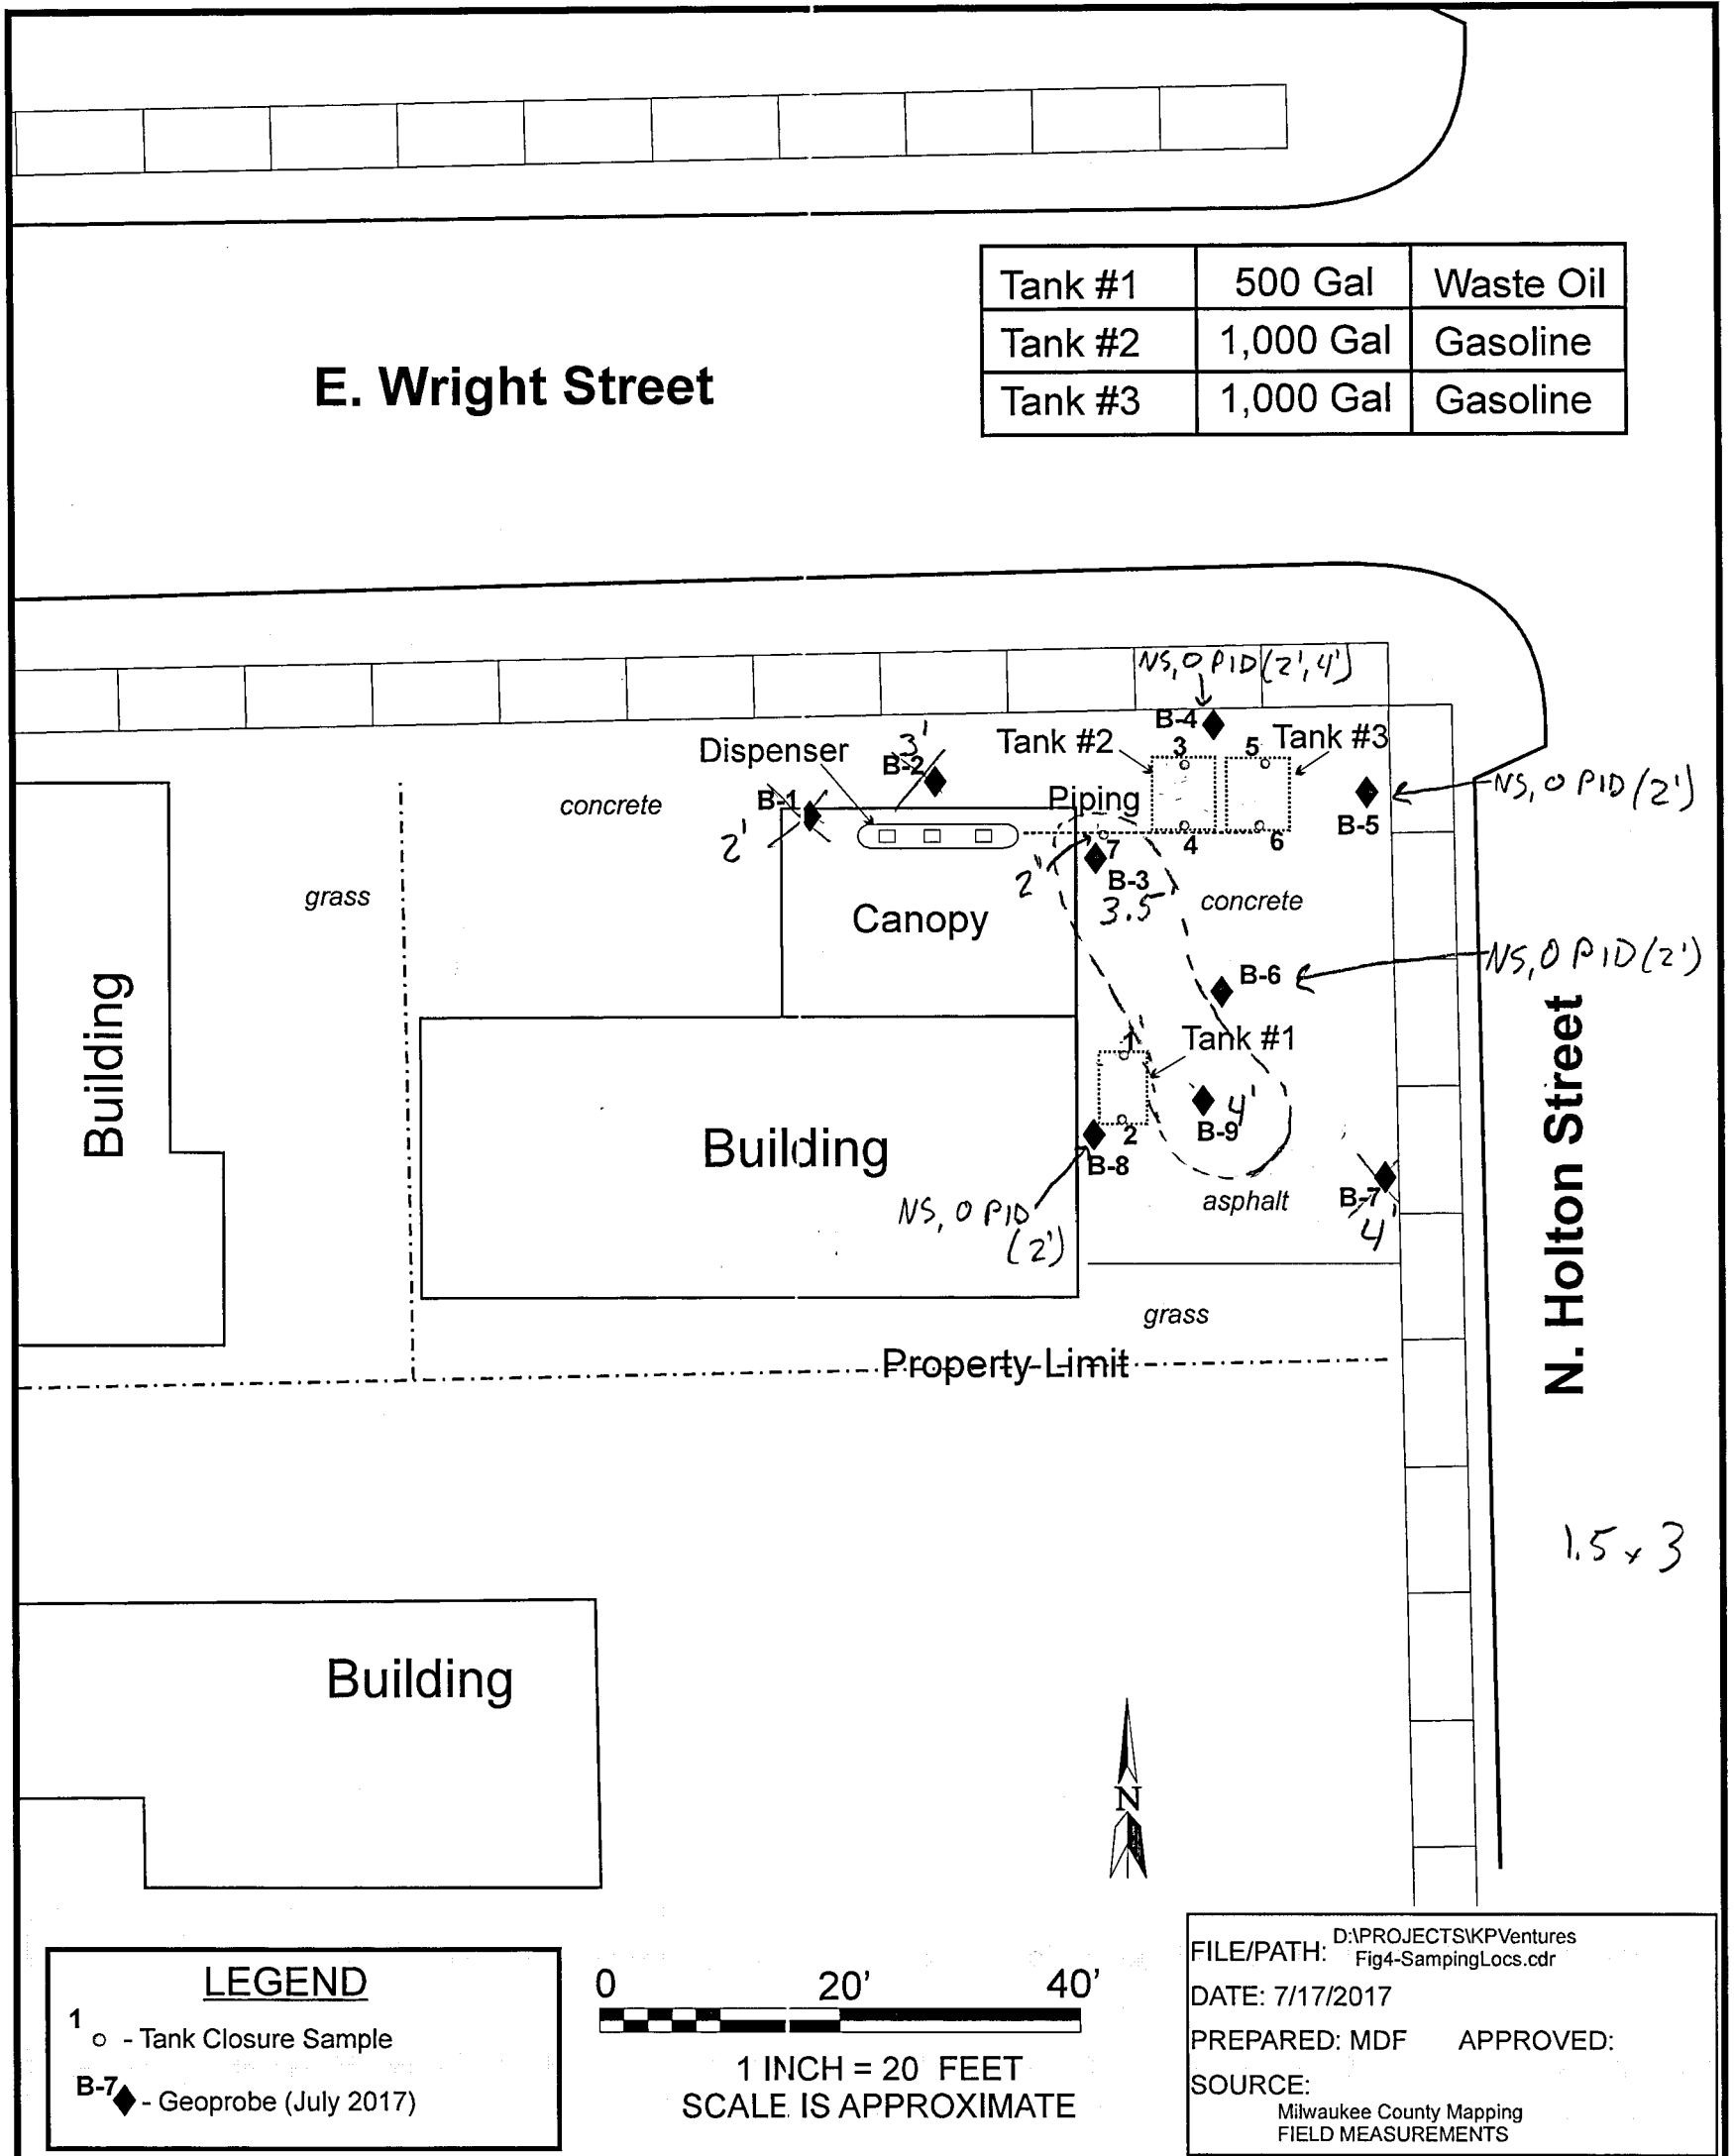 Tank #1 500 Gal Waste Oil
Tank #2 1,000 Gal Gasoline
Tank #3 1,000 Gal Gasoline
E. Wright Street
NS, 0 PID (2', 4')
B-4
Dispenser
3'
B-2
Tank #2
3
5
Tank #3
concrete
B-1
2'
Piping
NS, 0 PID (2')
B-5
7
4
6
2'
B-3
3.5
grass
Canopy
concrete
NS, 0 PID (2')
B-6
Building
Tank #1
1
N. Holton Street
Building
2
4'
B-9
B-8
NS, 0 PID
(2')
asphalt
B-7
4'
grass
Property Limit
1.5 x 3
Building
N
LEGEND
1
- Tank Closure Sample
B-7
- Geoprobe (July 2017)
0 20' 40'
1 INCH = 20 FEET
SCALE IS APPROXIMATE
FILE/PATH: D:\PROJECTS\KPVentures
Fig4-SampingLocs.cdr
DATE: 7/17/2017
PREPARED: MDF APPROVED:
SOURCE:
Milwaukee County Mapping
FIELD MEASUREMENTS